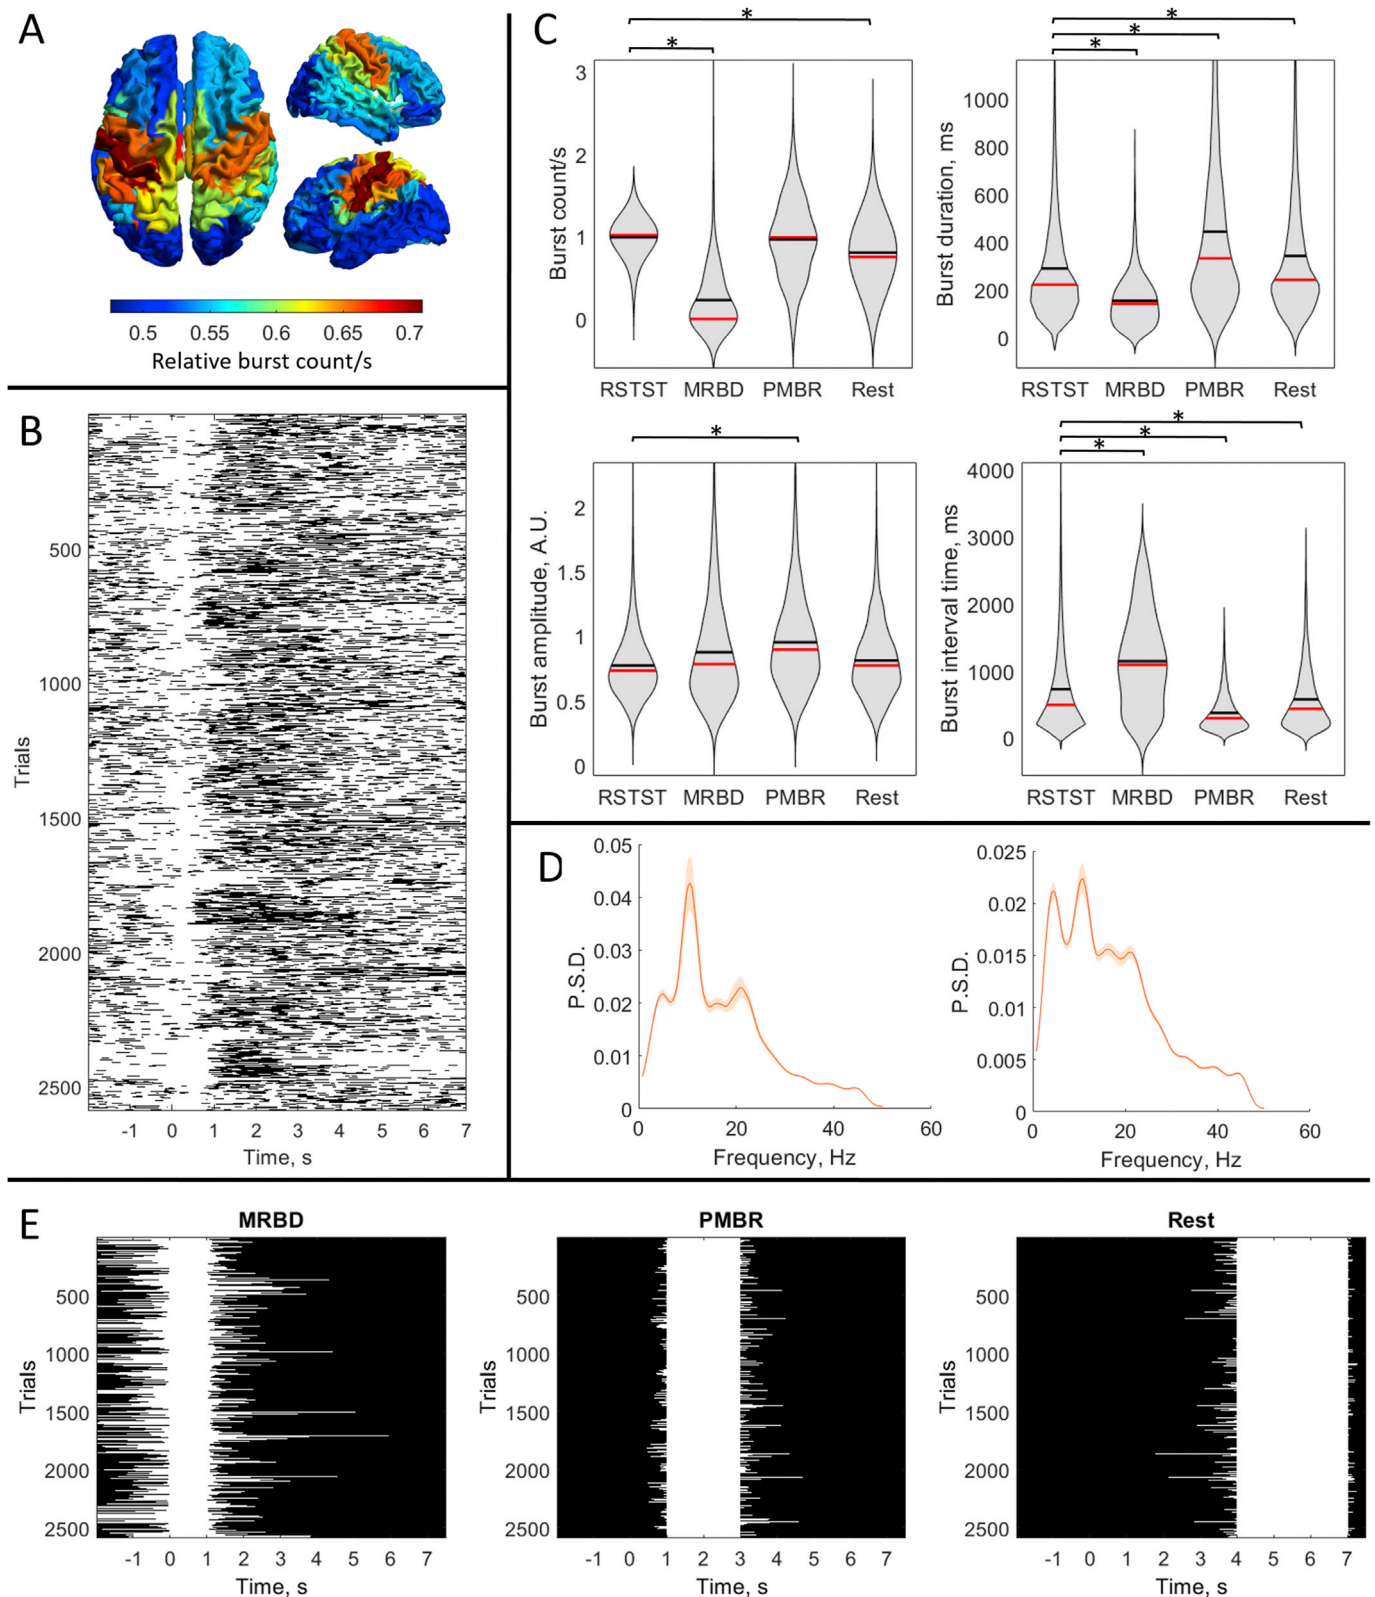 A
0.5 0.55 0.6 0.65 0.7
Relative burst count/s
B
500
1000
1500
2000
2500
Trials
-1 0 1 2 3 4 5 6 7
Time, s
C
*
*
3
2
1
0
Burst count/s
RSTST MRBD PMBR Rest
*
*
*
1000
800
600
400
200
0
Burst duration, ms
RSTST MRBD PMBR Rest
*
2
1.5
1
0.5
0
Burst amplitude, A.U.
RSTST MRBD PMBR Rest
*
*
*
4000
3000
2000
1000
0
Burst interval time, ms
RSTST MRBD PMBR Rest
D
0.05
0.04
0.03
0.02
0.01
0
P.S.D.
0 20 40 60
Frequency, Hz
0.025
0.02
0.015
0.01
0.005
0
P.S.D.
0 20 40 60
Frequency, Hz
E
MRBD
500
1000
1500
2000
2500
Trials
-1 0 1 2 3 4 5 6 7
Time, s
PMBR
500
1000
1500
2000
2500
Trials
-1 0 1 2 3 4 5 6 7
Time, s
Rest
500
1000
1500
2000
2500
Trials
-1 0 1 2 3 4 5 6 7
Time, s